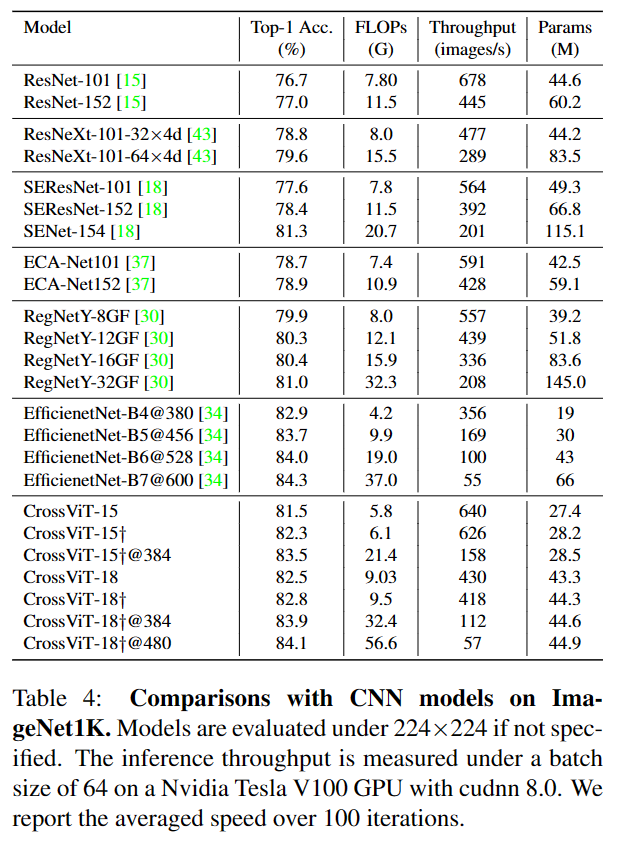 Model Top-1 Acc. FLOPs Throughput Params
(%) (G) (images/s) (M)
ResNet-101 [15] 76.7 7.80 678 44.6
ResNet-152 [15] 77.0 11.5 445 60.2
ResNeXt-101-32×4d [43] 78.8 8.0 477 44.2
ResNeXt-101-64×4d [43] 79.6 15.5 289 83.5
SEResNet-101 [18] 77.6 7.8 564 49.3
SEResNet-152 [18] 78.4 11.5 392 66.8
SENet-154 [18] 81.3 20.7 201 115.1
ECA-Net101 [37] 78.7 7.4 591 42.5
ECA-Net152 [37] 78.9 10.9 428 59.1
RegNetY-8GF [30] 79.9 8.0 557 39.2
RegNetY-12GF [30] 80.3 12.1 439 51.8
RegNetY-16GF [30] 80.4 15.9 336 83.6
RegNetY-32GF [30] 81.0 32.3 208 145.0
EfficienetNet-B4@380 [34] 82.9 4.2 356 19
EfficienetNet-B5@456 [34] 83.7 9.9 169 30
EfficienetNet-B6@528 [34] 84.0 19.0 100 43
EfficienetNet-B7@600 [34] 84.3 37.0 55 66
CrossViT-15 81.5 5.8 640 27.4
CrossViT-15† 82.3 6.1 626 28.2
CrossViT-15†@384 83.5 21.4 158 28.5
CrossViT-18 82.5 9.03 430 43.3
CrossViT-18† 82.8 9.5 418 44.3
CrossViT-18†@384 83.9 32.4 112 44.6
CrossViT-18†@480 84.1 56.6 57 44.9
Table 4: Comparisons with CNN models on Ima-
geNet1K. Models are evaluated under 224×224 if not spec-
ified. The inference throughput is measured under a batch
size of 64 on a Nvidia Tesla V100 GPU with cudnn 8.0. We
report the averaged speed over 100 iterations.